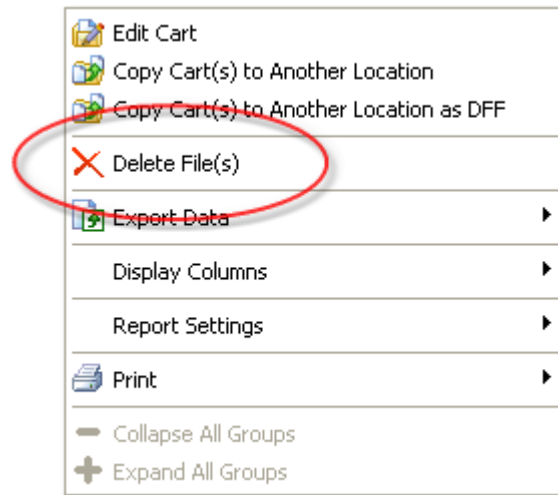 Edit Cart
Copy Cart(s) to Another Location
Copy Cart(s) to Another Location as DFF
Delete File(s)
Export Data
Display Columns
Report Settings
Print
Collapse All Groups
Expand All Groups